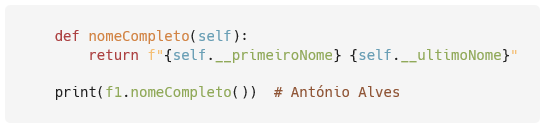 def nomeCompleto(self):
    return f"{self.__primeiroNome} {self.__ultimoNome}"
print(f1.nomeCompleto())  # António Alves